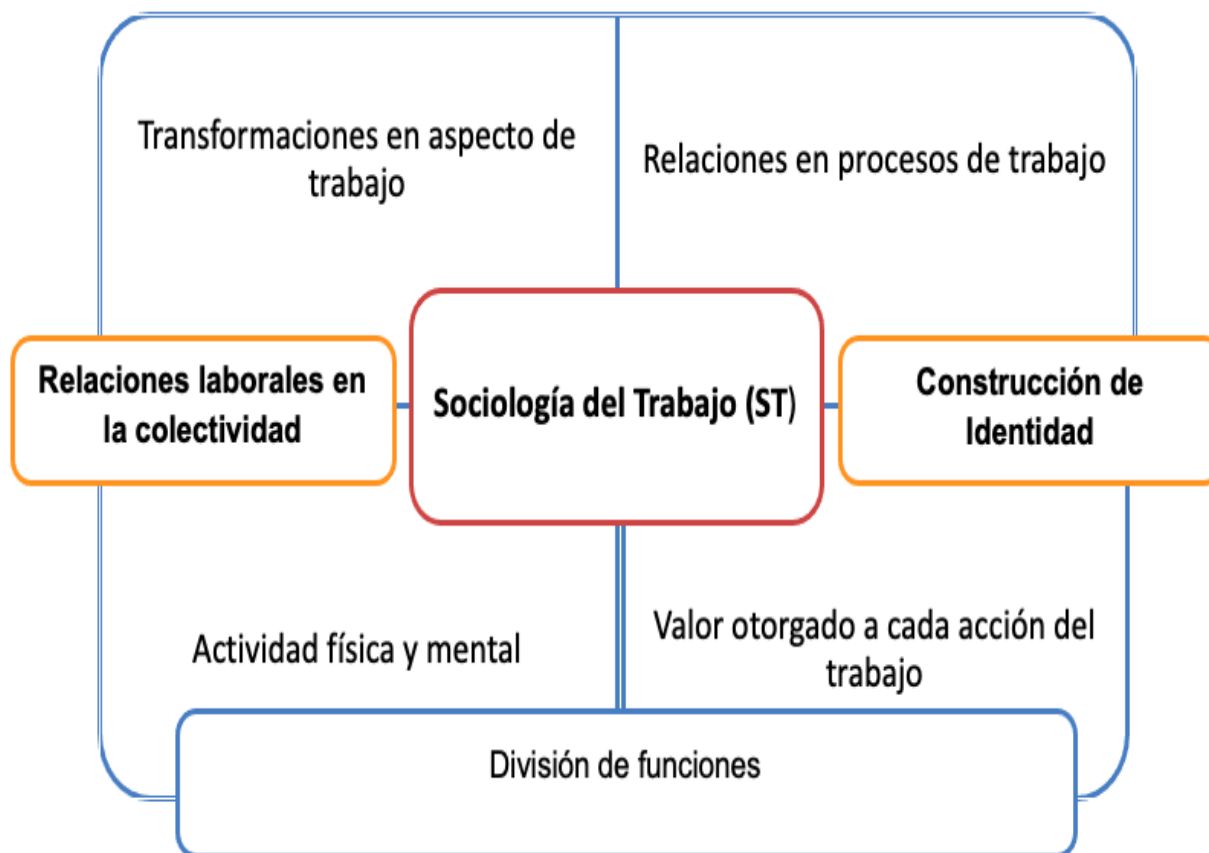 Transformaciones en aspecto de
trabajo
Relaciones en procesos de trabajo
Relaciones laborales en
la colectividad
Sociología del Trabajo (ST)
Construcción de
Identidad
Actividad física y mental
Valor otorgado a cada acción del
trabajo
División de funciones